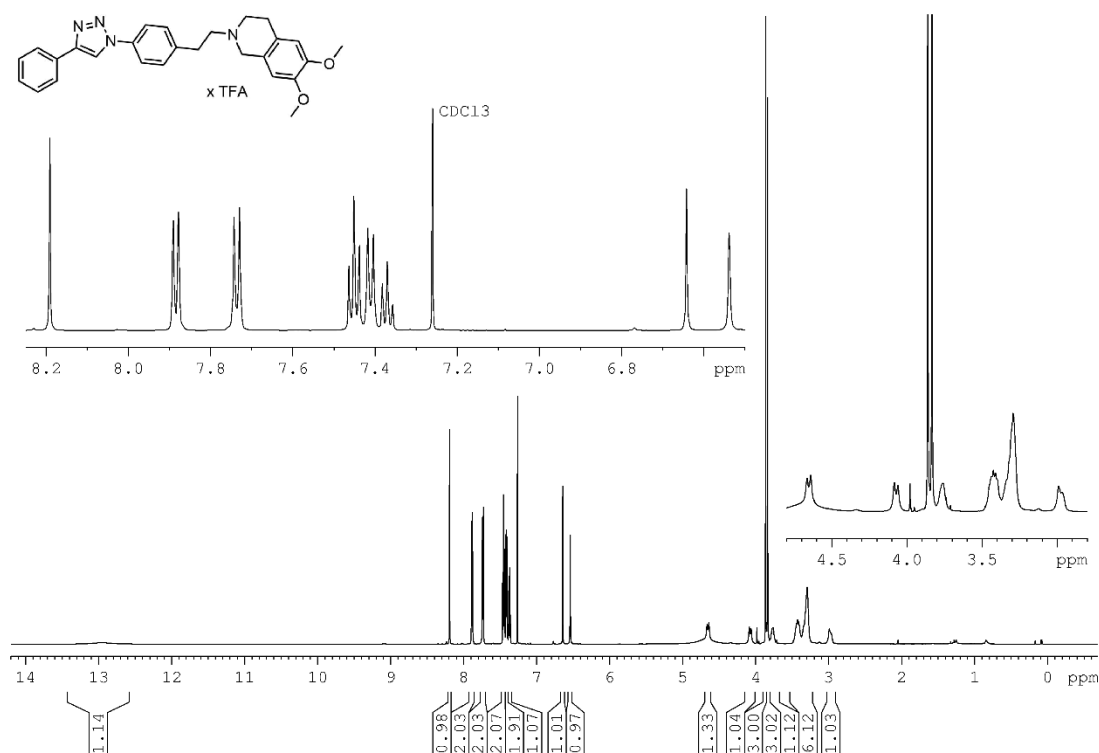 N=N
N
N
O
O
x TFA
CDCl3
8.2 8.0 7.8 7.6 7.4 7.2 7.0 6.8 ppm
4.5 4.0 3.5 ppm
14 13 12 11 10 9 8 7 6 5 4 3 2 1 0 ppm
1.14 0.98 2.03 2.03 2.07 1.91 1.07 1.01 0.97 1.33 1.04 3.00 3.02 1.12 6.12 1.03